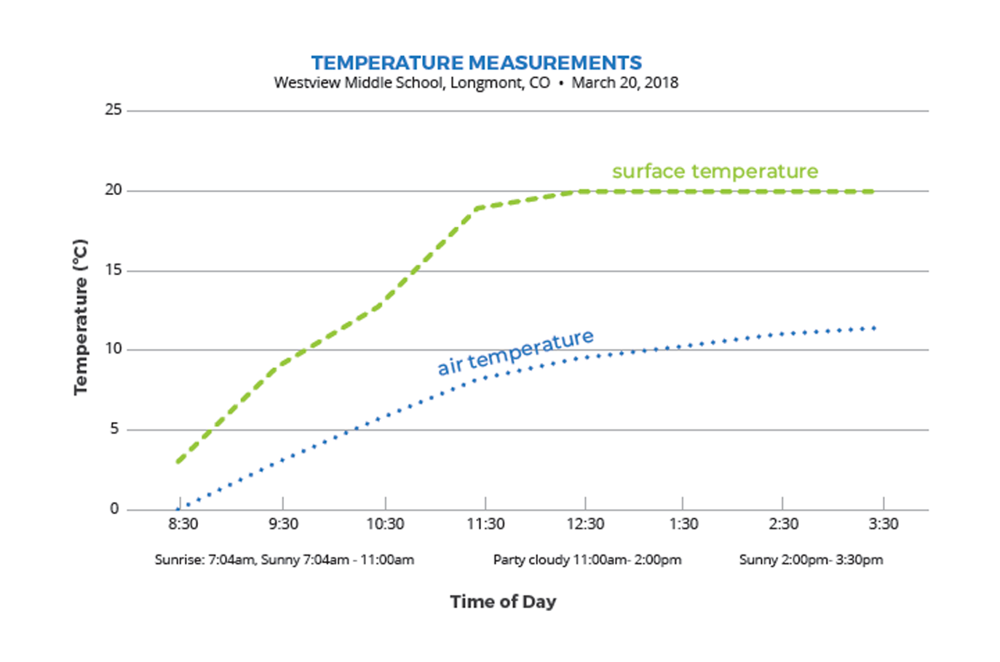 TEMPERATURE MEASUREMENTS
Westview Middle School, Longmont, CO • March 20, 2018
25
surface temperature
20
15
Temperature (°C)
air temperature
10
5
0
8:30 9:30 10:30 11:30 12:30 1:30 2:30 3:30
Sunrise: 7:04am, Sunny 7:04am - 11:00am Party cloudy 11:00am- 2:00pm Sunny 2:00pm- 3:30pm
Time of Day